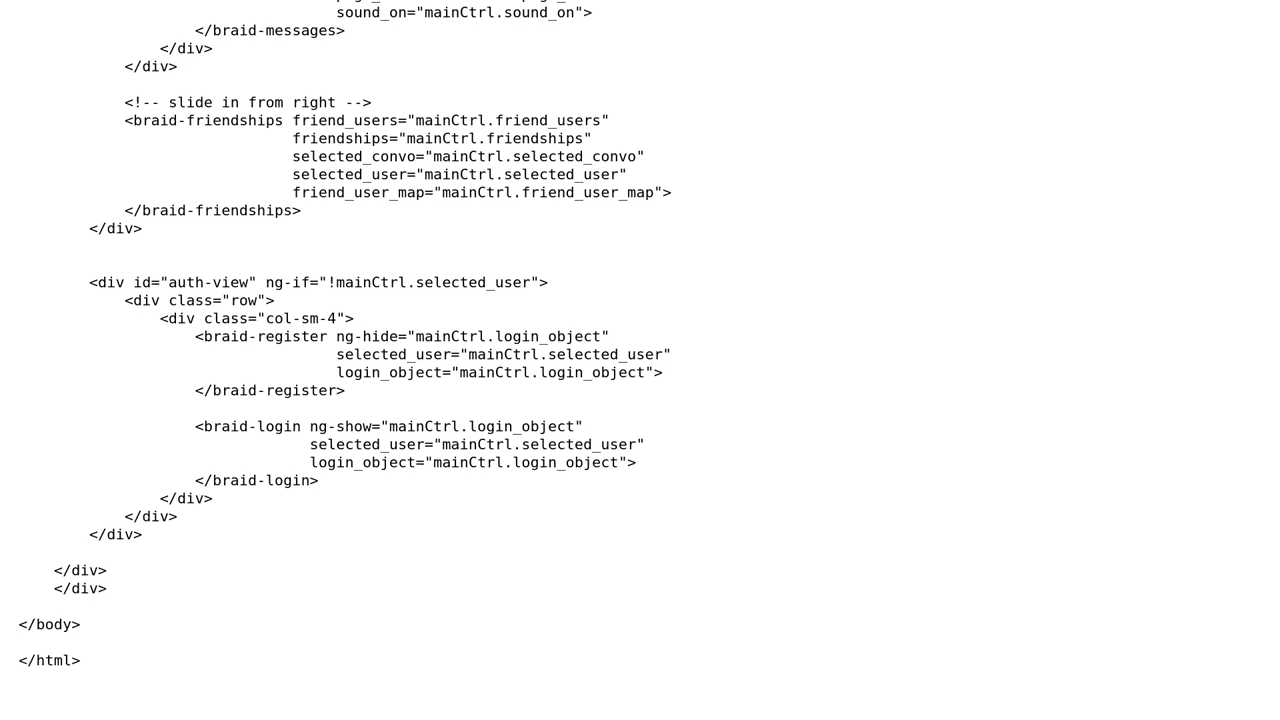 sound_on="mainCtrl.sound_on">
</braid-messages>
</div>
</div>
<!-- slide in from right -->
<braid-friendships friend_users="mainCtrl.friend_users"
friendships="mainCtrl.friendships"
selected_convo="mainCtrl.selected_convo"
selected_user="mainCtrl.selected_user"
friend_user_map="mainCtrl.friend_user_map">
</braid-friendships>
</div>
<div id="auth-view" ng-if="!mainCtrl.selected_user">
<div class="row">
<div class="col-sm-4">
<braid-register ng-hide="mainCtrl.login_object"
selected_user="mainCtrl.selected_user"
login_object="mainCtrl.login_object">
</braid-register>
<braid-login ng-show="mainCtrl.login_object"
selected_user="mainCtrl.selected_user"
login_object="mainCtrl.login_object">
</braid-login>
</div>
</div>
</div>
</div>
</div>
</body>
</html>